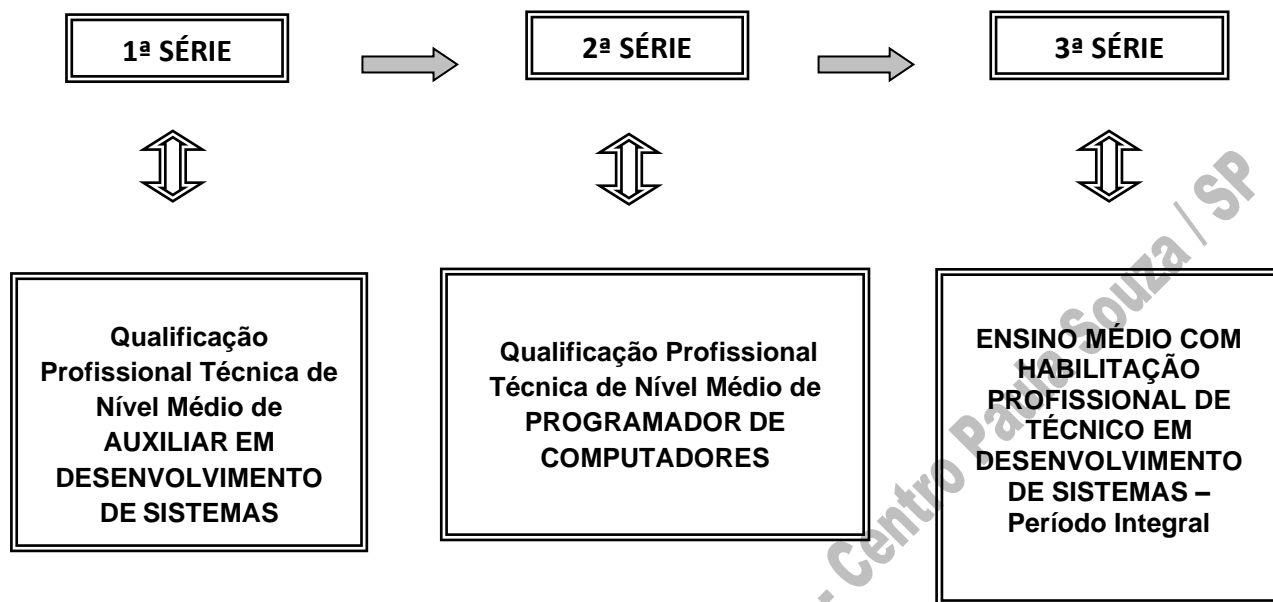 1ª SÉRIE
2ª SÉRIE
3ª SÉRIE
Qualificação
Profissional Técnica de
Nível Médio de
AUXILIAR EM
DESENVOLVIMENTO
DE SISTEMAS
Qualificação Profissional
Técnica de Nível Médio de
PROGRAMADOR DE
COMPUTADORES
ENSINO MÉDIO COM
HABILITAÇÃO
PROFISSIONAL DE
TÉCNICO EM
DESENVOLVIMENTO
DE SISTEMAS –
Período Integral
- Centro Paula Souza / SP